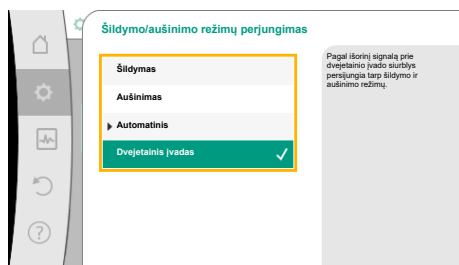 Šildymo/aušinimo režimų perjungimas
Šildymas
Aušinimas
Automatinis
Dvejetainis įvadas
Pagal išorinį signalą prie
dvejetainio įvado siurblys
persijungia tarp šildymo ir
aušinimo režimų.